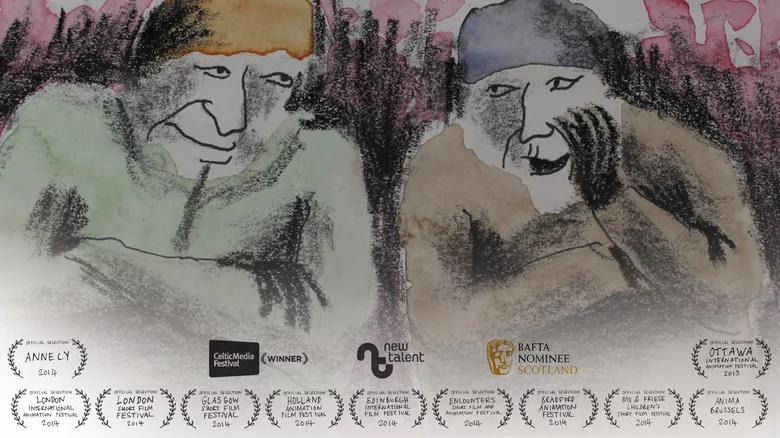 OFFICIAL SELECTION
ANNECY
2014
CelticMedia
Festival
(WINNER)
new
talent
BAFTA
NOMINEE
SCOTLAND
OFFICIAL SELECTION
OTTAWA
INTERNATIONAL
ANIMATION FESTIVAL
2013
OFFICIAL SELECTION
LONDON
INTERNATIONAL
ANIMATION FESTIVAL
2014
OFFICIAL SELECTION
LONDON
SHORT FILM
FESTIVAL
2014
OFFICIAL SELECTION
GLASGOW
SHORT FILM
FESTIVAL
2014
OFFICIAL SELECTION
HOLLAND
ANIMATION
FILM FESTIVAL
2014
OFFICIAL SELECTION
EDINBURGH
INTERNATIONAL
FILM FESTIVAL
2014
OFFICIAL SELECTION
ENCOUNTERS
SHORT FILM AND
ANIMATION FESTIVAL
2014
OFFICIAL SELECTION
BRADFORD
ANIMATION
FESTIVAL
2014
OFFICIAL SELECTION
MO & FRIESE
CHILDREN'S
SHORT FILM FESTIVAL
2014
OFFICIAL SELECTION
ANIMA
BRUSSELS
2014